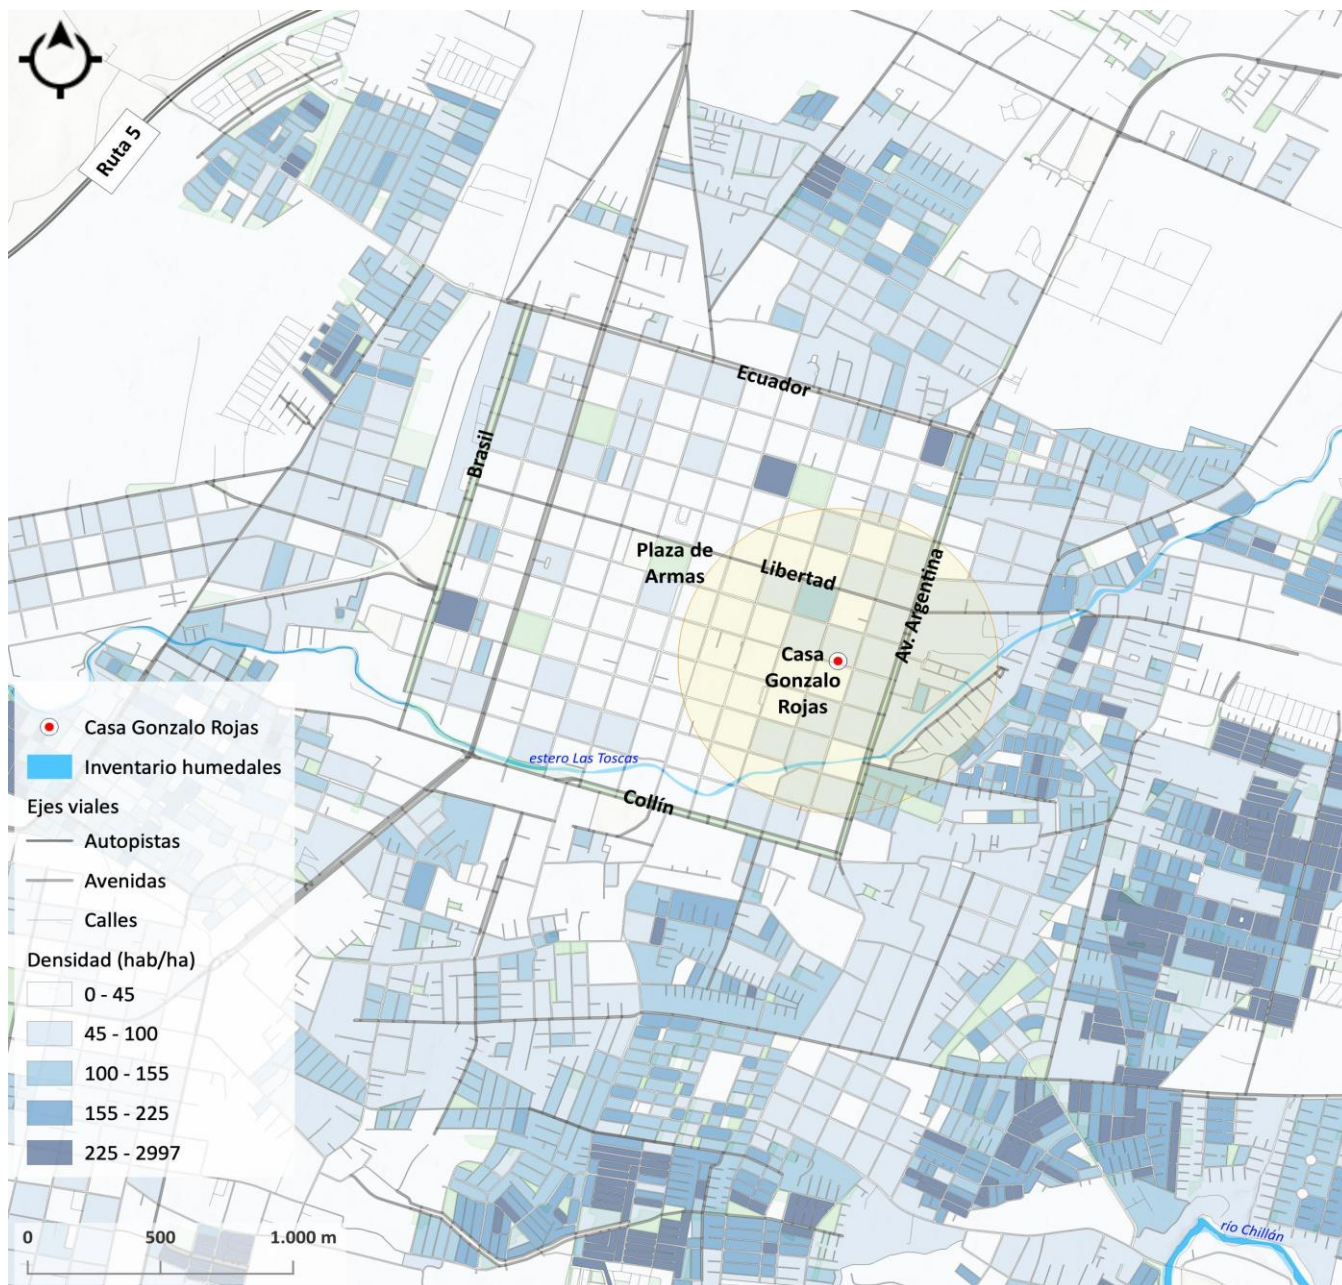 Ruta 5
Ecuador
Brasil
Plaza de
Armas
Libertad
Av. Argentina
Casa
Gonzalo
Rojas
estero Las Toscas
Collín
Casa Gonzalo Rojas
Inventario humedales
Ejes viales
Autopistas
Avenidas
Calles
Densidad (hab/ha)
0 - 45
45 - 100
100 - 155
155 - 225
225 - 2997
0 500 1.000 m
río Chillán